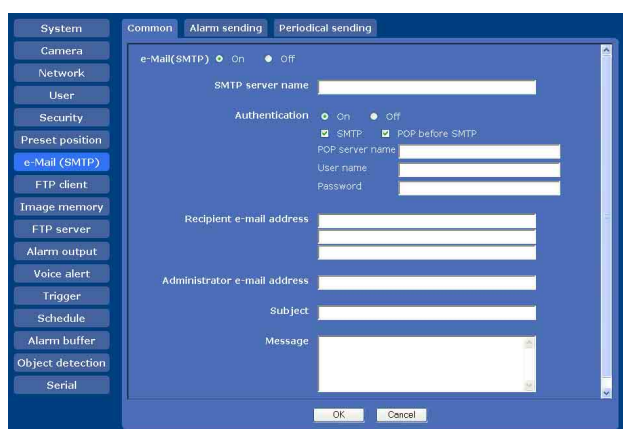 System
Camera
Network
User
Security
Preset position
e-Mail (SMTP)
FTP client
Image memory
FTP server
Alarm output
Voice alert
Trigger
Schedule
Alarm buffer
Object detection
Serial
Common Alarm sending Periodical sending
e-Mail(SMTP) On Off
SMTP server name
Authentication On Off
SMTP POP before SMTP
POP server name
User name
Password
Recipient e-mail address
Administrator e-mail address
Subject
Message
OK Cancel